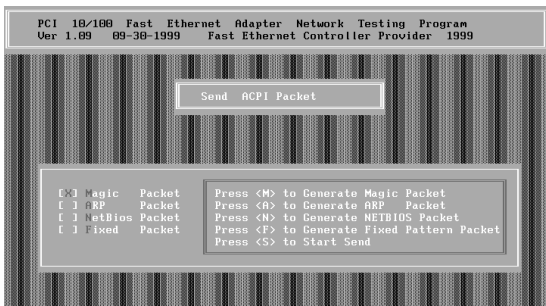 PCI 10/100 Fast Ethernet Adapter Network Testing Program
Ver 1.09 09-30-1999 Fast Ethernet Controller Provider 1999
Send ACPI Packet
[X] Magic Packet
[ ] ARP Packet
[ ] NetBios Packet
[ ] Fixed Packet
Press <M> to Generate Magic Packet
Press <A> to Generate ARP Packet
Press <N> to Generate NETBIOS Packet
Press <F> to Generate Fixed Pattern Packet
Press <S> to Start Send